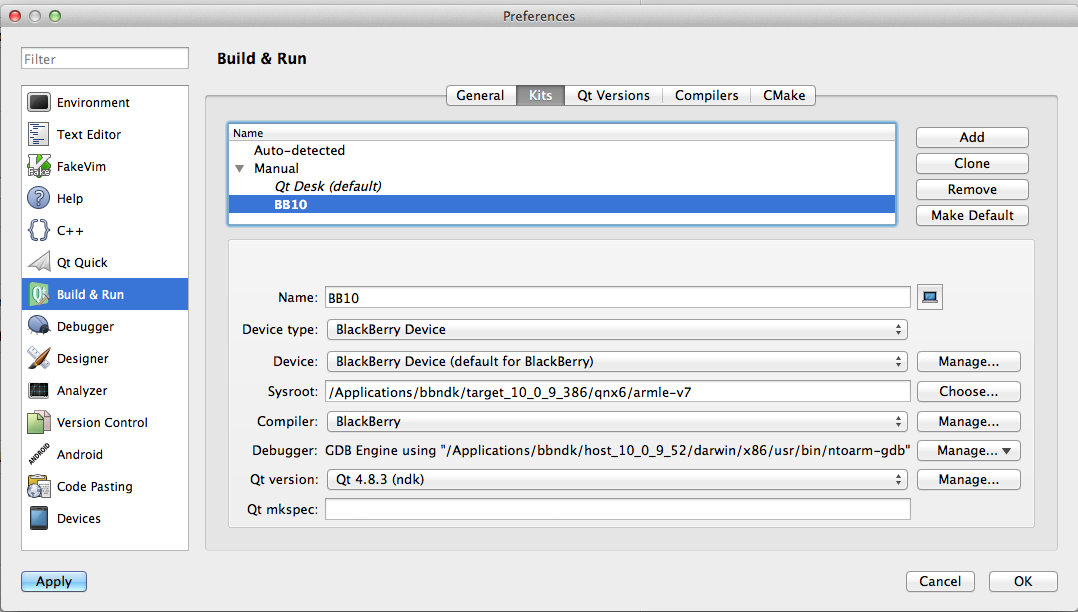 Preferences
Filter
Environment
Text Editor
FakeVim
Help
C++
Qt Quick
Build & Run
Debugger
Designer
Analyzer
Version Control
Android
Code Pasting
Devices
Build & Run
General Kits Qt Versions Compilers CMake
Name
Auto-detected
Manual
Qt Desk (default)
BB10
Add
Clone
Remove
Make Default
Name: BB10
Device type: BlackBerry Device
Device: BlackBerry Device (default for BlackBerry) Manage...
Sysroot: /Applications/bbndk/target_10_0_9_386/qnx6/armle-v7 Choose...
Compiler: BlackBerry Manage...
Debugger: GDB Engine using "/Applications/bbndk/host_10_0_9_52/darwin/x86/usr/bin/ntoarm-gdb" Manage...
Qt version: Qt 4.8.3 (ndk) Manage...
Qt mkspec:
Apply Cancel OK